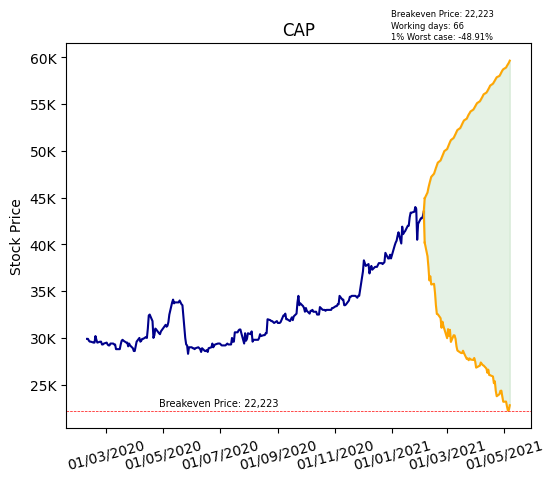 Breakeven Price: 22,223
Working days: 66
1% Worst case: -48.91%
CAP
Stock Price
60K
55K
50K
45K
40K
35K
30K
25K
Breakeven Price: 22,223
01/03/2020
01/05/2020
01/07/2020
01/09/2020
01/11/2020
01/01/2021
01/03/2021
01/05/2021